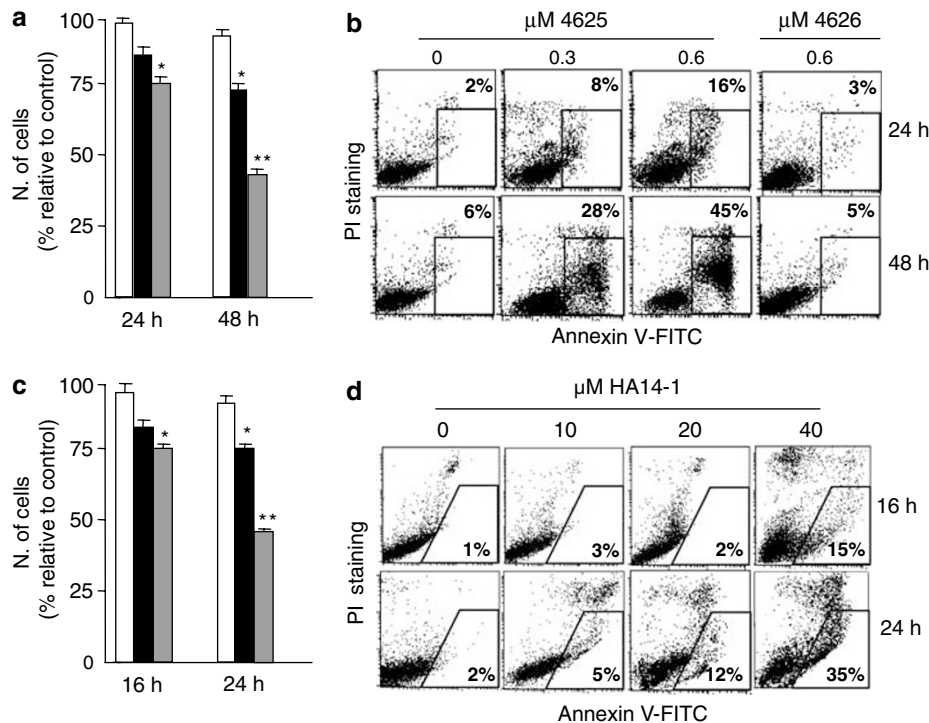 a
N. of cells
(% relative to control)
100
75
50
25
0
*
*
**
24 h
48 h
b
µM 4625
µM 4626
0
0.3
0.6
0.6
PI staining
2%
8%
16%
3%
24 h
6%
28%
45%
5%
48 h
Annexin V-FITC
c
N. of cells
(% relative to control)
100
75
50
25
0
*
*
**
16 h
24 h
d
µM HA14-1
0
10
20
40
PI staining
1%
3%
2%
15%
16 h
2%
5%
12%
35%
24 h
Annexin V-FITC